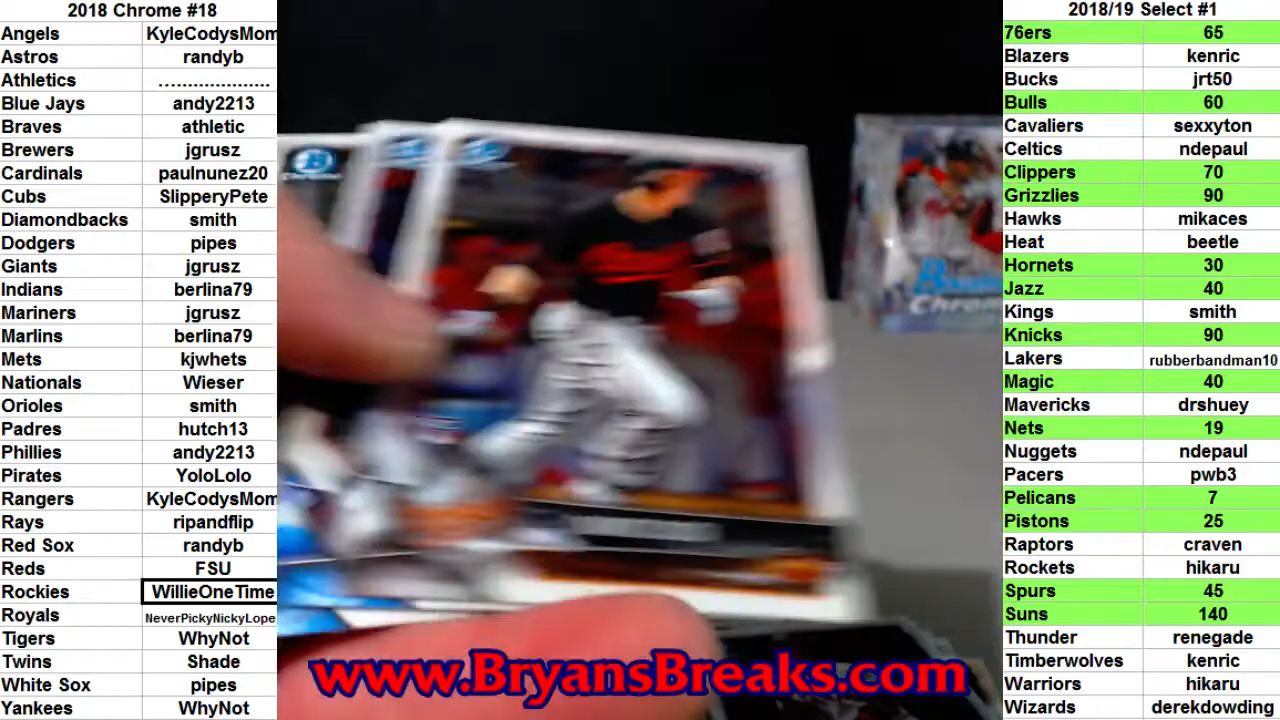 2018 Chrome #18
Angels KyleCodysMom
Astros randyb
Athletics ....................
Blue Jays andy2213
Braves athletic
Brewers jgrusz
Cardinals paulnunez20
Cubs SlipperyPete
Diamondbacks smith
Dodgers pipes
Giants jgrusz
Indians berlina79
Mariners jgrusz
Marlins berlina79
Mets kjwhets
Nationals Wieser
Orioles smith
Padres hutch13
Phillies andy2213
Pirates YoloLolo
Rangers KyleCodysMom
Rays ripandflip
Red Sox randyb
Reds FSU
Rockies WillieOneTime
Royals NeverPickyNickyLope
Tigers WhyNot
Twins Shade
White Sox pipes
Yankees WhyNot
B
Chrome
www.BryansBreaks.com
2018/19 Select #1
76ers 65
Blazers kenric
Bucks jrt50
Bulls 60
Cavaliers sexxyton
Celtics ndepaul
Clippers 70
Grizzlies 90
Hawks mikaces
Heat beetle
Hornets 30
Jazz 40
Kings smith
Knicks 90
Lakers rubberbandman10
Magic 40
Mavericks drshuey
Nets 19
Nuggets ndepaul
Pacers pwb3
Pelicans 7
Pistons 25
Raptors craven
Rockets hikaru
Spurs 45
Suns 140
Thunder renegade
Timberwolves kenric
Warriors hikaru
Wizards derekdowding